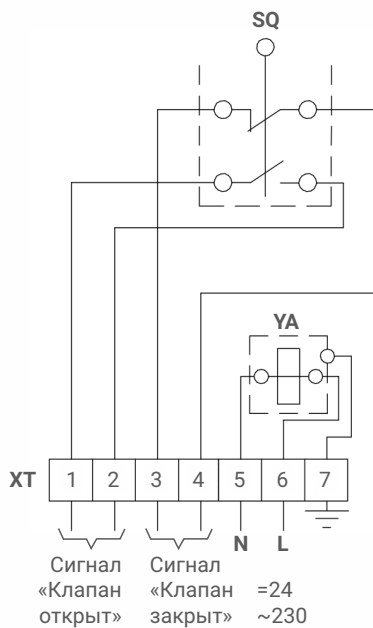 SQ
YA
XT 1 2 3 4 5 6 7
N L
Сигнал Сигнал
«Клапан «Клапан =24
открыт» закрыт» ~230